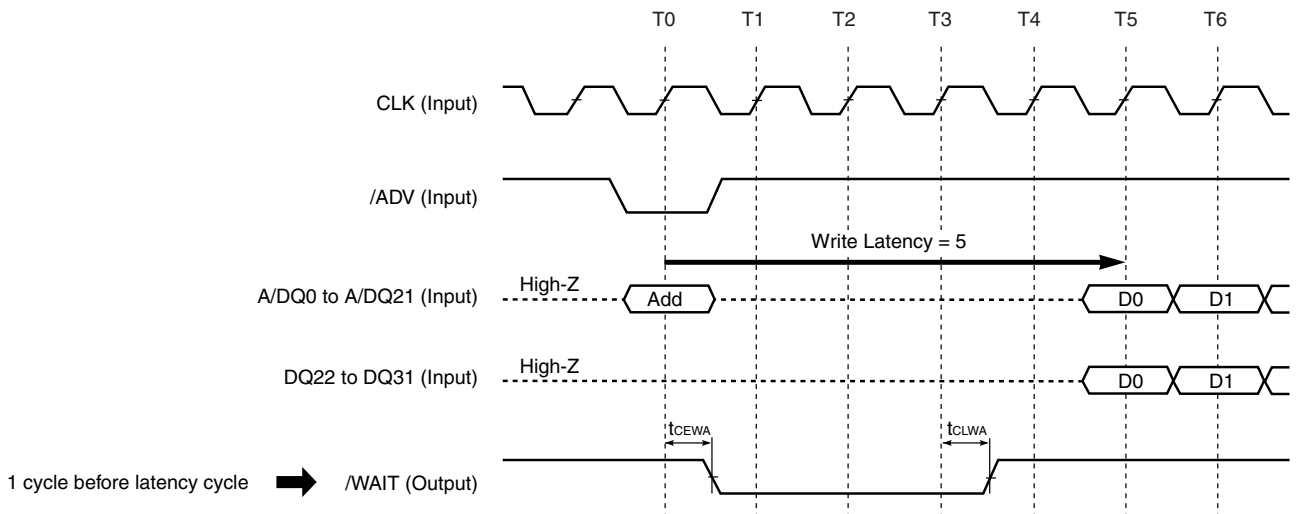 T0 T1 T2 T3 T4 T5 T6
CLK (Input)
/ADV (Input)
Write Latency = 5
A/DQ0 to A/DQ21 (Input) High-Z Add D0 D1
DQ22 to DQ31 (Input) High-Z D0 D1
tCEWA tCLWA
1 cycle before latency cycle /WAIT (Output)